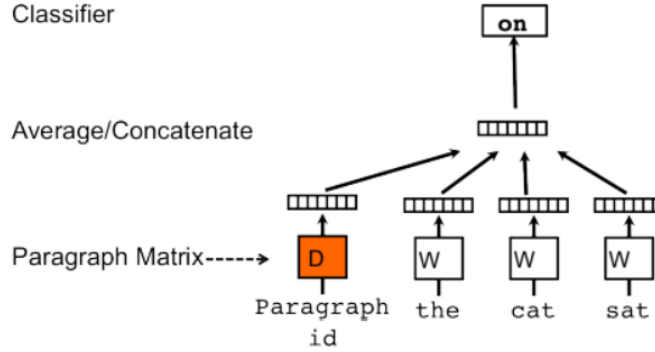 Classifier
on
Average/Concatenate
Paragraph Matrix
D W W W
Paragraph the cat sat
id